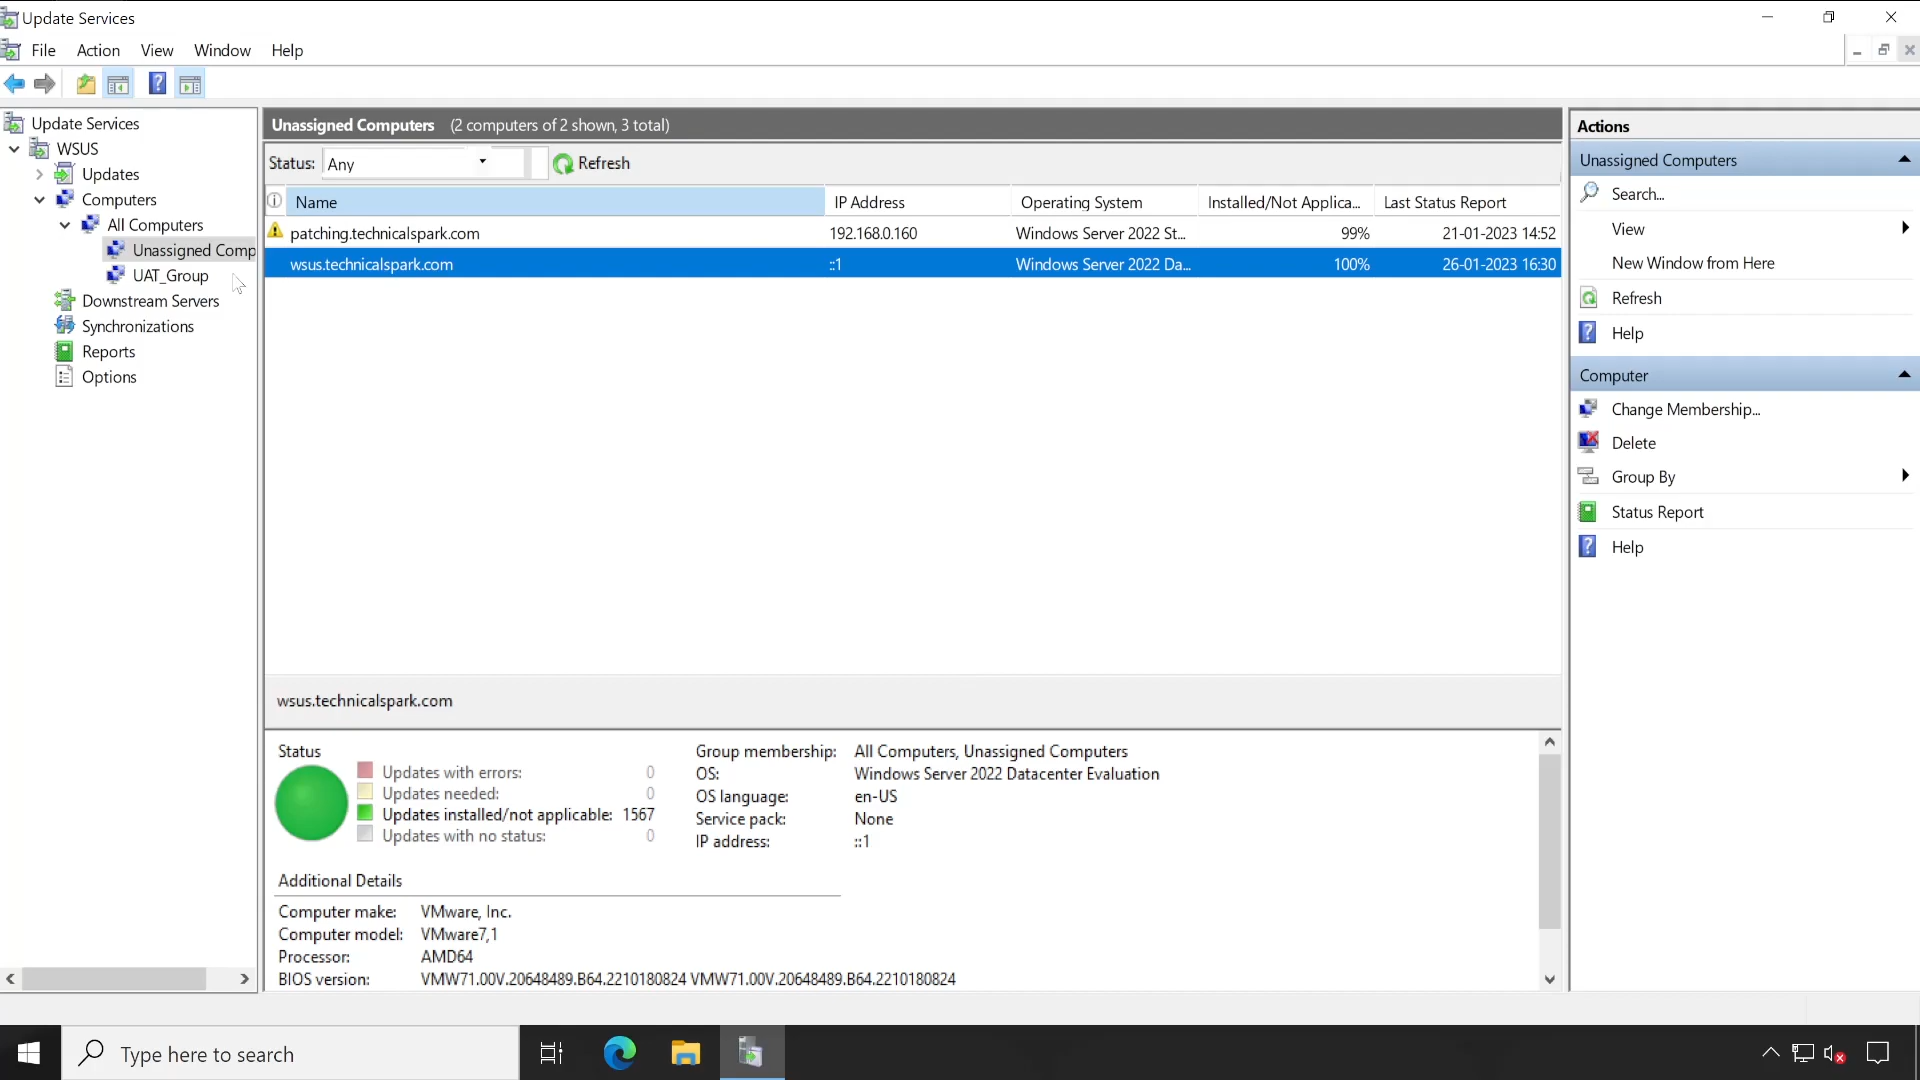 Update Services
File Action View Window Help
Update Services
WSUS
Updates
Computers
All Computers
Unassigned Comp
UAT_Group
Downstream Servers
Synchronizations
Reports
Options
Unassigned Computers (2 computers of 2 shown, 3 total)
Status: Any Refresh
Name IP Address Operating System Installed/Not Applica... Last Status Report
patching.technicalspark.com 192.168.0.160 Windows Server 2022 St... 99% 21-01-2023 14:52
wsus.technicalspark.com ::1 Windows Server 2022 Da... 100% 26-01-2023 16:30
wsus.technicalspark.com
Status
Updates with errors: 0
Updates needed: 0
Updates installed/not applicable: 1567
Updates with no status: 0
Group membership: All Computers, Unassigned Computers
OS: Windows Server 2022 Datacenter Evaluation
OS language: en-US
Service pack: None
IP address: ::1
Additional Details
Computer make: VMware, Inc.
Computer model: VMware7,1
Processor: AMD64
BIOS version: VMW71.00V.20648489.B64.2210180824 VMW71.00V.20648489.B64.2210180824
Actions
Unassigned Computers
Search...
View
New Window from Here
Refresh
Help
Computer
Change Membership...
Delete
Group By
Status Report
Help
Type here to search